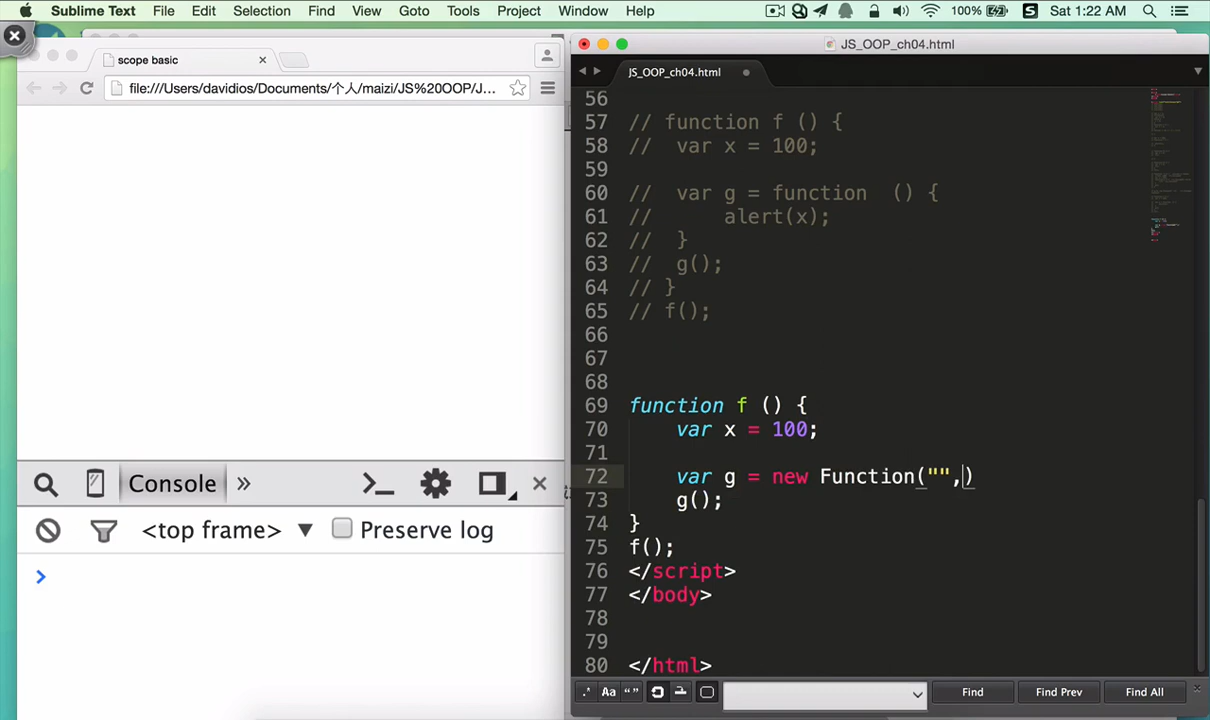 Sublime Text File Edit Selection Find View Goto Tools Project Window Help 100% Sat 1:22 AM
scope basic
file:///Users/davidios/Documents/个人/maizi/JS%20OOP/J...
JS_OOP_ch04.html
JS_OOP_ch04.html
56
57 // function f () {
58 //  var x = 100;
59
60 //  var g = function  () {
61 //      alert(x);
62 //  }
63 //  g();
64 // }
65 // f();
66
67
68
69 function f () {
70     var x = 100;
71
72     var g = new Function("",)
73     g();
74 }
75 f();
76 </script>
77 </body>
78
79
80 </html>
Console »
<top frame> ▼ Preserve log
>
.* Aa “ ” Find Find Prev Find All